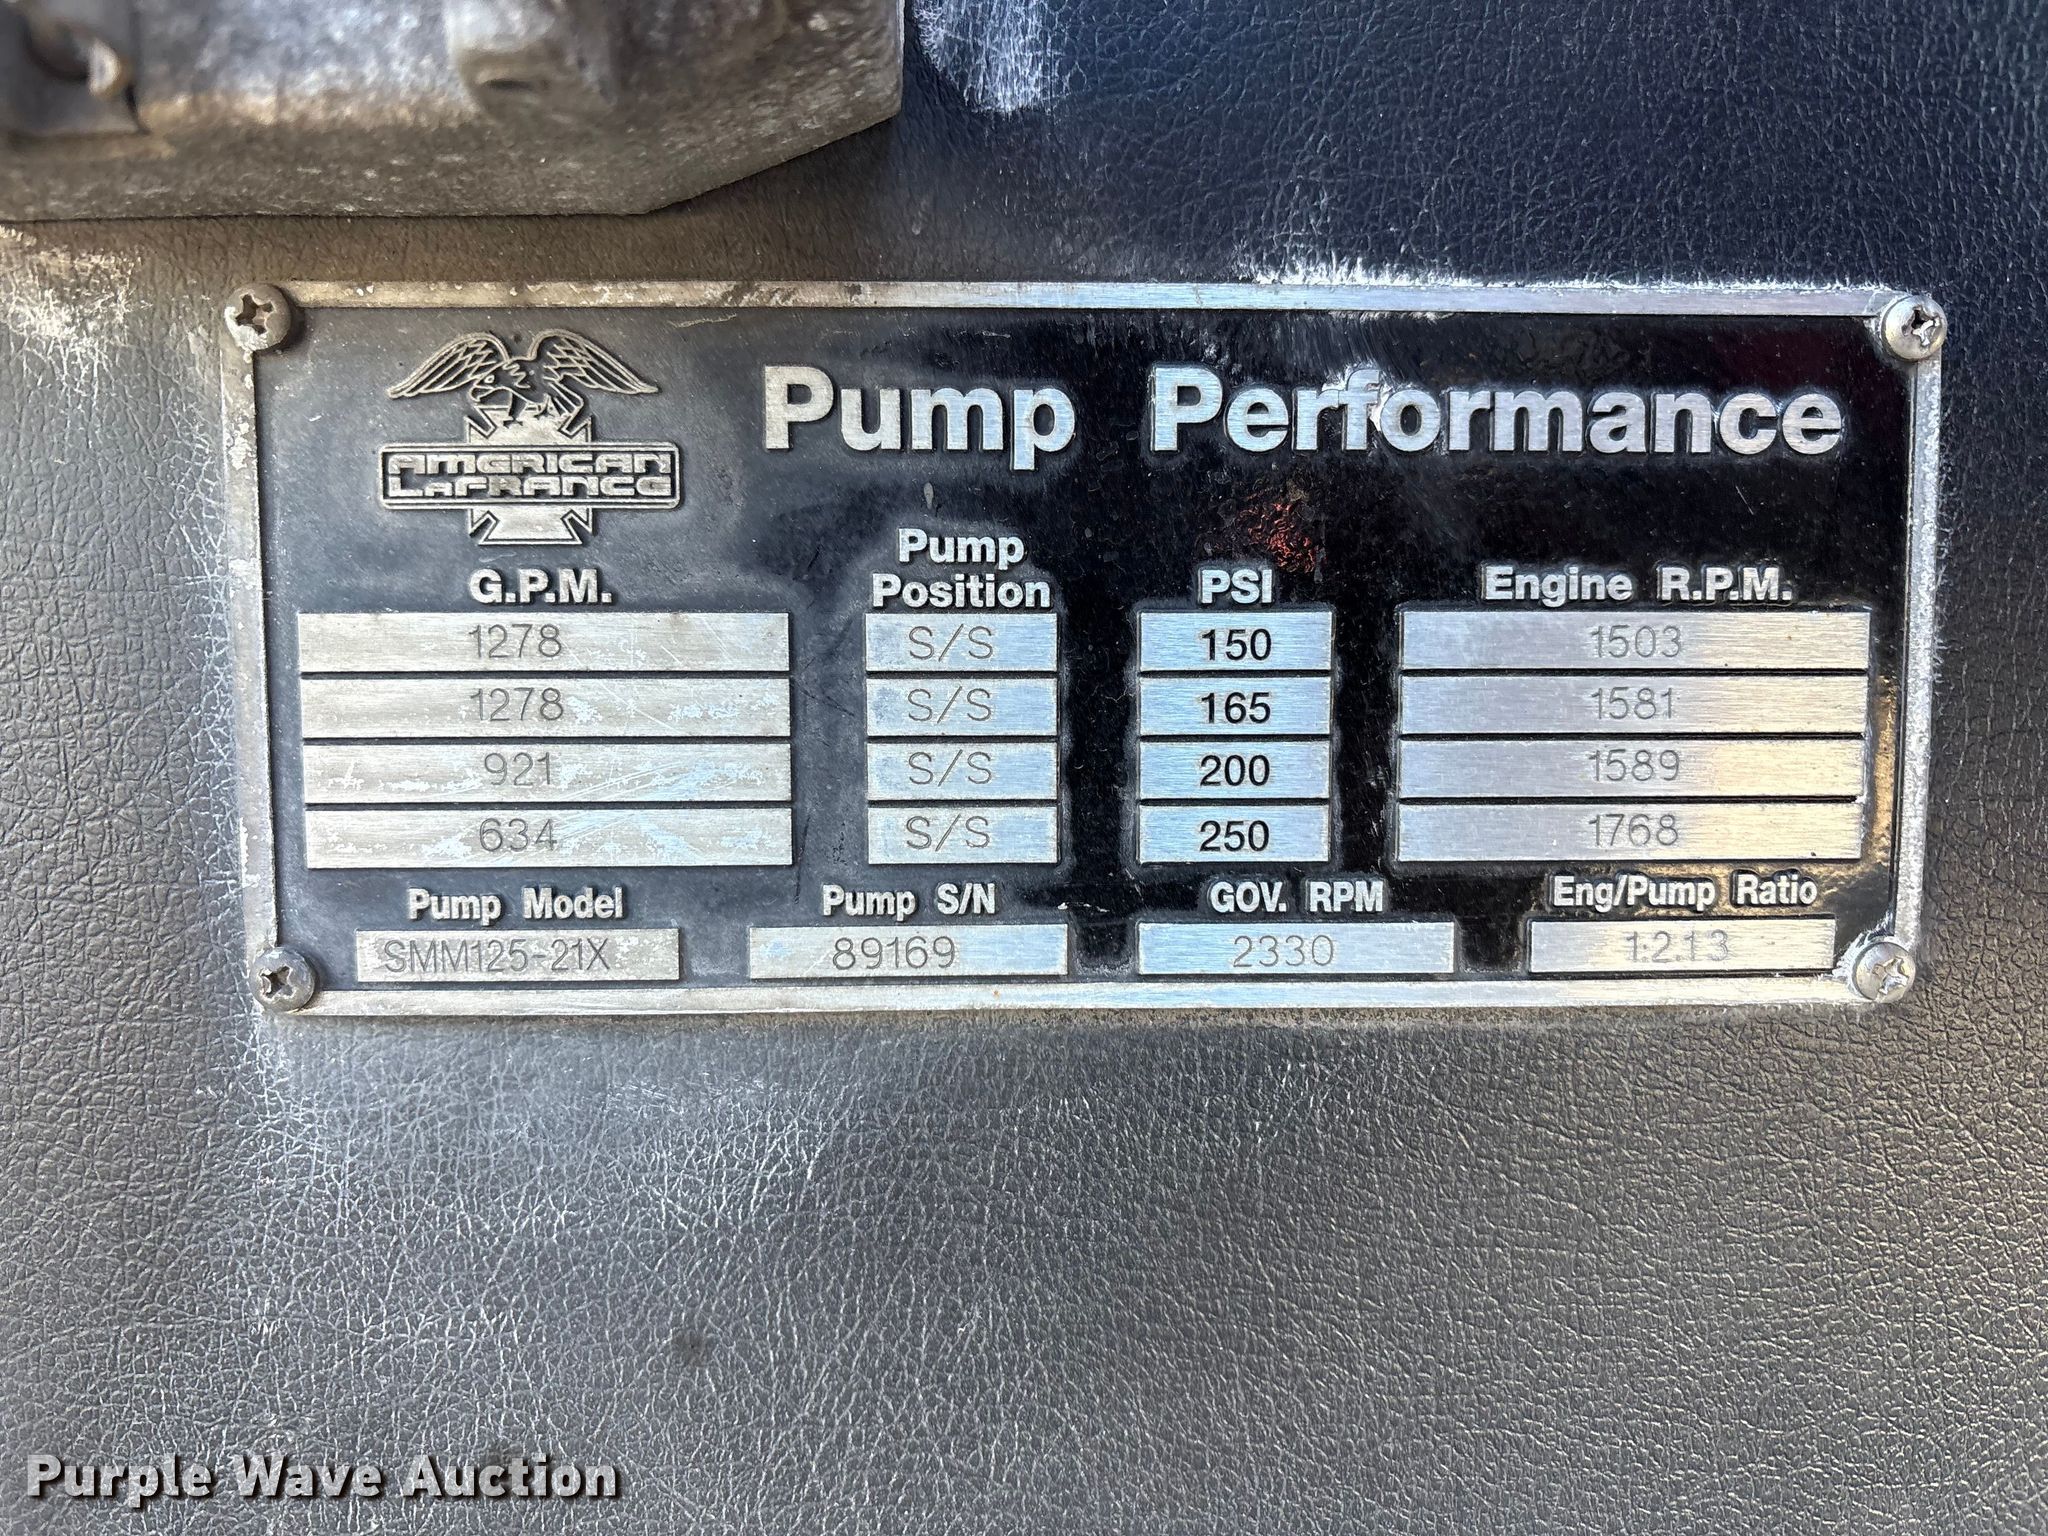 AMERICAN
LAFRANCE
Pump Performance
G.P.M. Pump Position PSI Engine R.P.M.
1278 S/S 150 1503
1278 S/S 165 1581
921 S/S 200 1589
634 S/S 250 1768
Pump Model Pump S/N GOV. RPM Eng/Pump Ratio
SMM125-21X 89169 2330 1:2.13
Purple Wave Auction